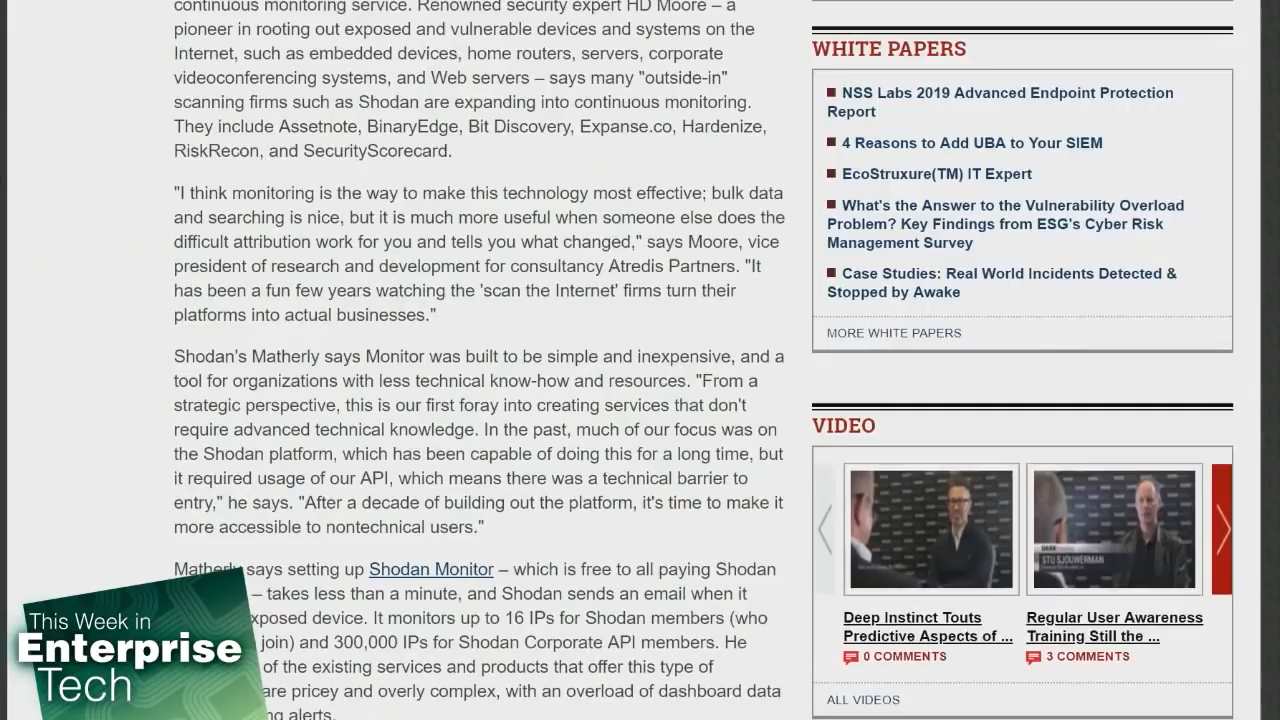 continuous monitoring service. Renowned security expert HD Moore – a
pioneer in rooting out exposed and vulnerable devices and systems on the
Internet, such as embedded devices, home routers, servers, corporate
videoconferencing systems, and Web servers – says many "outside-in"
scanning firms such as Shodan are expanding into continuous monitoring.
They include Assetnote, BinaryEdge, Bit Discovery, Expanse.co, Hardenize,
RiskRecon, and SecurityScorecard.
"I think monitoring is the way to make this technology most effective; bulk data
and searching is nice, but it is much more useful when someone else does the
difficult attribution work for you and tells you what changed," says Moore, vice
president of research and development for consultancy Atredis Partners. "It
has been a fun few years watching the 'scan the Internet' firms turn their
platforms into actual businesses."
Shodan's Matherly says Monitor was built to be simple and inexpensive, and a
tool for organizations with less technical know-how and resources. "From a
strategic perspective, this is our first foray into creating services that don't
require advanced technical knowledge. In the past, much of our focus was on
the Shodan platform, which has been capable of doing this for a long time, but
it required usage of our API, which means there was a technical barrier to
entry," he says. "After a decade of building out the platform, it's time to make it
more accessible to nontechnical users."
Matherly says setting up Shodan Monitor – which is free to all paying Shodan
– takes less than a minute, and Shodan sends an email when it
xposed device. It monitors up to 16 IPs for Shodan members (who
join) and 300,000 IPs for Shodan Corporate API members. He
of the existing services and products that offer this type of
are pricey and overly complex, with an overload of dashboard data
ng alerts.
This Week in
Enterprise
Tech
WHITE PAPERS
NSS Labs 2019 Advanced Endpoint Protection
Report
4 Reasons to Add UBA to Your SIEM
EcoStruxure(TM) IT Expert
What's the Answer to the Vulnerability Overload
Problem? Key Findings from ESG's Cyber Risk
Management Survey
Case Studies: Real World Incidents Detected &
Stopped by Awake
MORE WHITE PAPERS
VIDEO
STU SJOUWERMAN
Deep Instinct Touts
Predictive Aspects of ...
0 COMMENTS
Regular User Awareness
Training Still the ...
3 COMMENTS
ALL VIDEOS